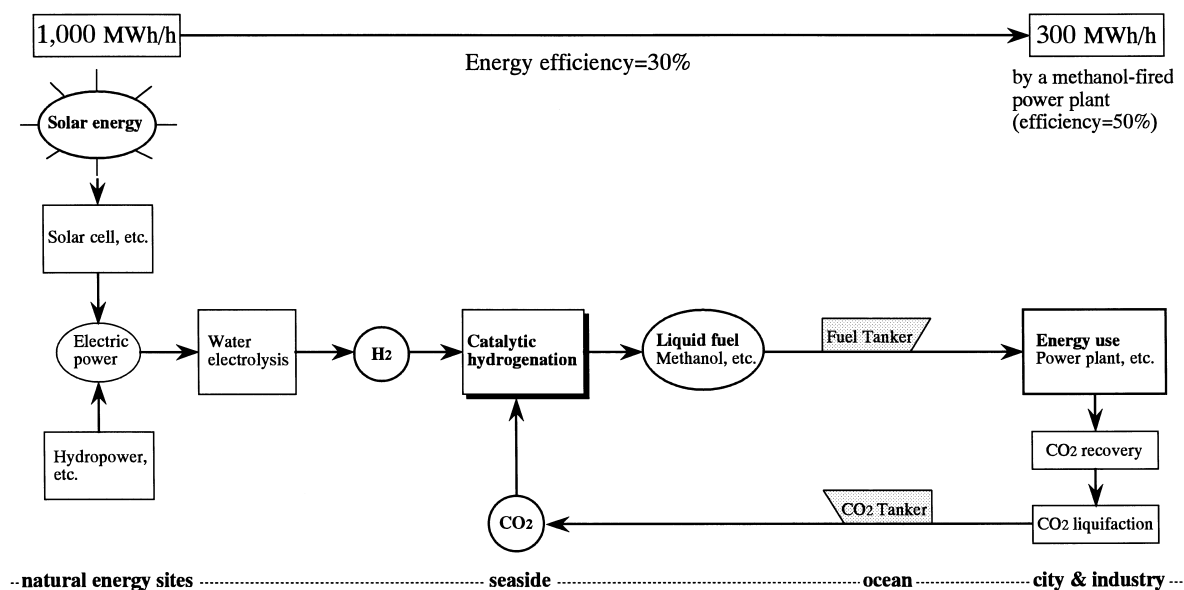 1,000 MWh/h
300 MWh/h
Energy efficiency=30%
by a methanol-fired
power plant
(efficiency=50%)
Solar energy
Solar cell, etc.
Electric
power
Water
electrolysis
H2
Catalytic
hydrogenation
Liquid fuel
Methanol, etc.
Fuel Tanker
Energy use
Power plant, etc.
Hydropower,
etc.
CO2 recovery
CO2
CO2 Tanker
CO2 liquifaction
natural energy sites
seaside
ocean
city & industry